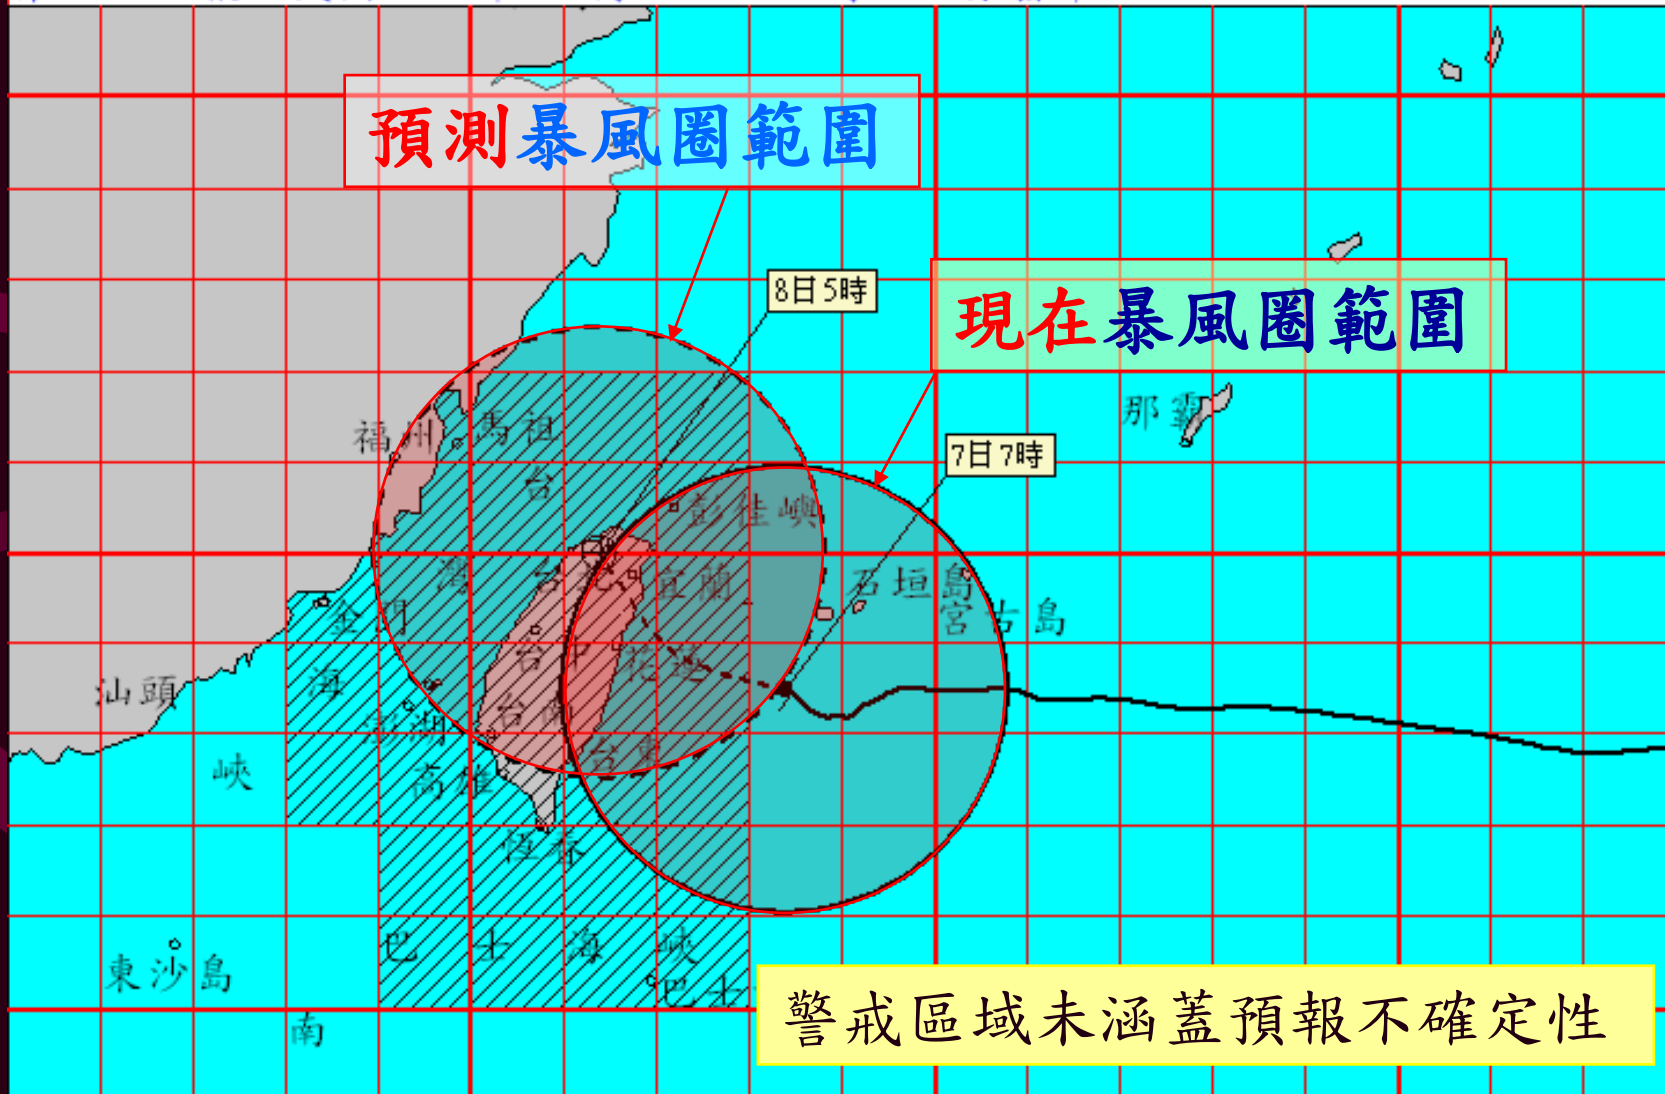 預測暴風圈範圍
8日5時
現在暴風圈範圍
那霸
福州
馬祖
7日7時
台
彭佳嶼
灣
台北
宜蘭
石垣島
宮古島
金門
海
台中
花蓮
汕頭
台南
澎湖
台東
峽
高雄
恆春
巴士海峽
東沙島
巴士
南
警戒區域未涵蓋預報不確定性